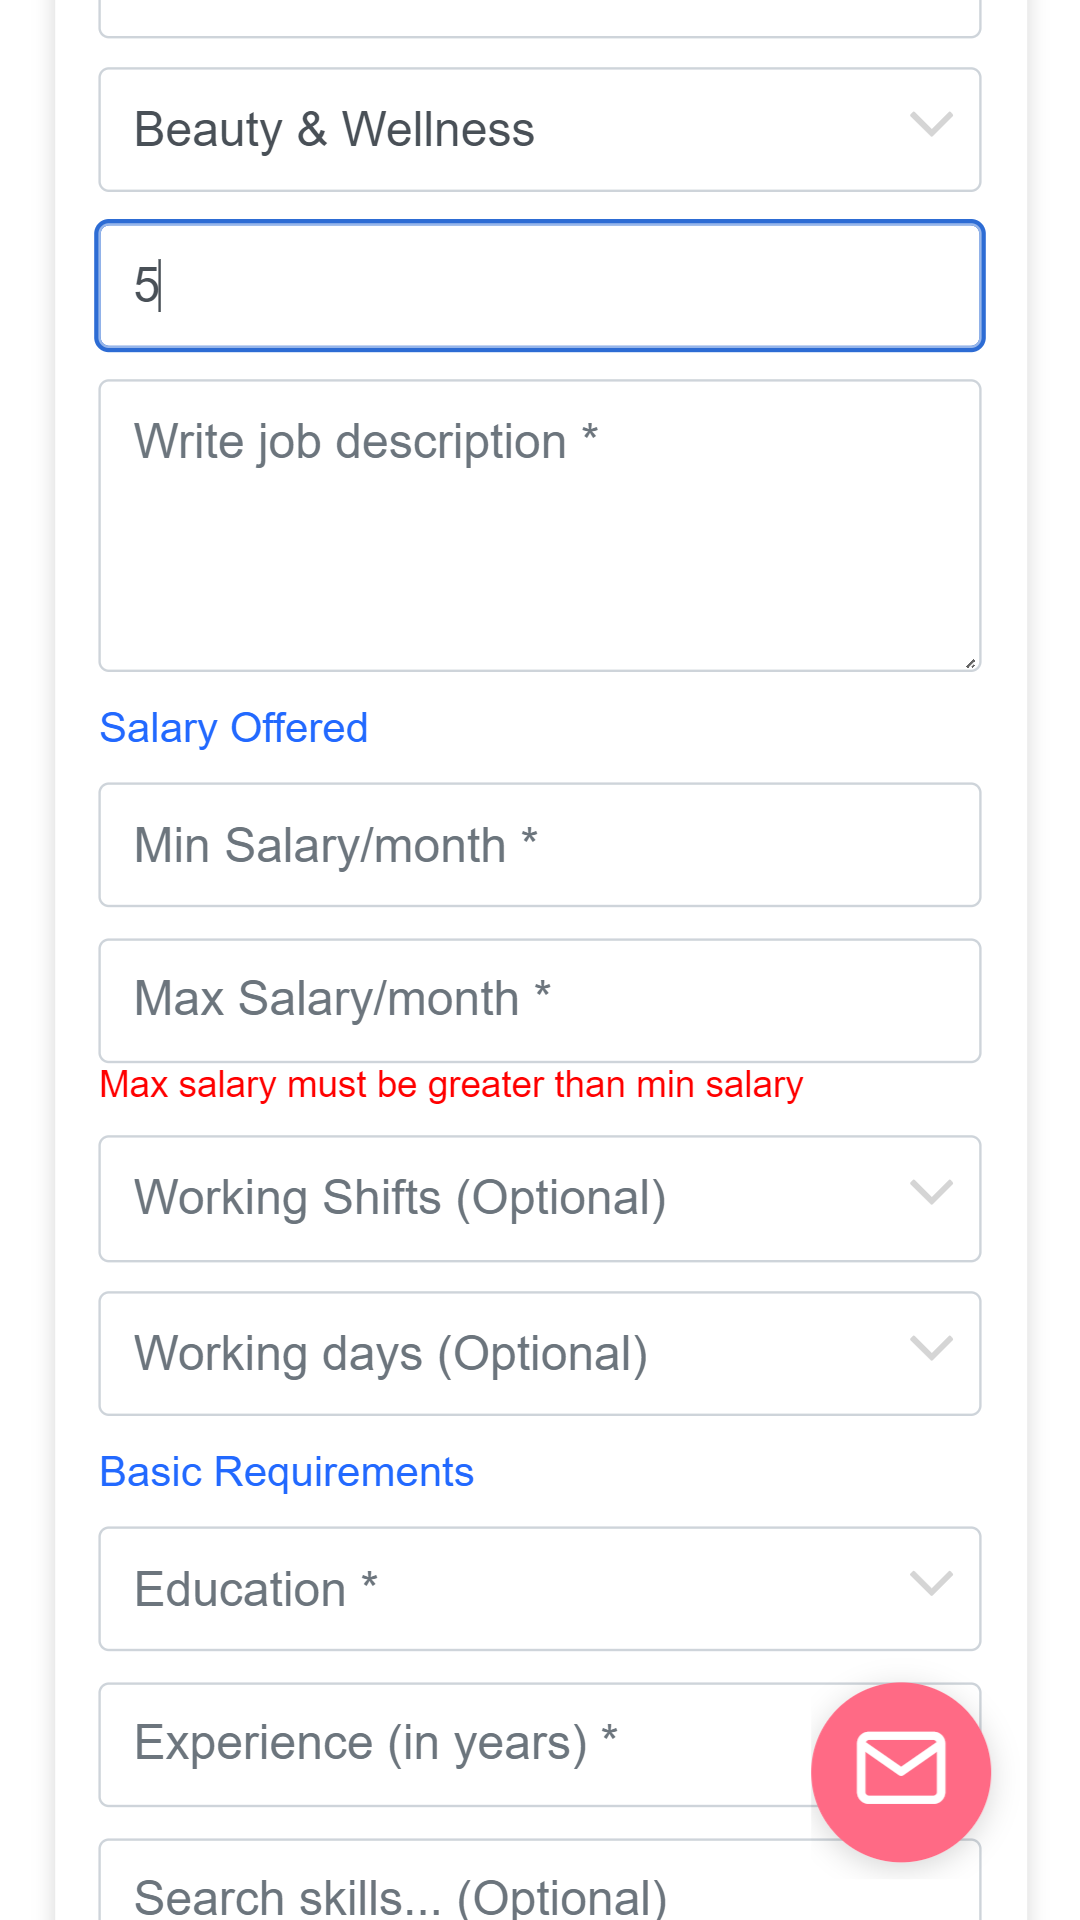 Beauty & Wellness
5
Write job description *
Salary Offered
Min Salary/month *
Max Salary/month *
Max salary must be greater than min salary
Working Shifts (Optional)
Working days (Optional)
Basic Requirements
Education *
Experience (in years) *
Search skills... (Optional)